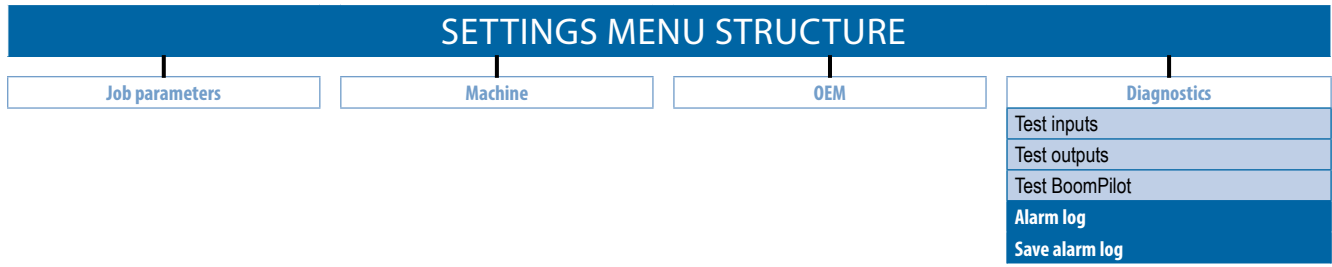 SETTINGS MENU STRUCTURE
Job parameters
Machine
OEM
Diagnostics
Test inputs
Test outputs
Test BoomPilot
Alarm log
Save alarm log